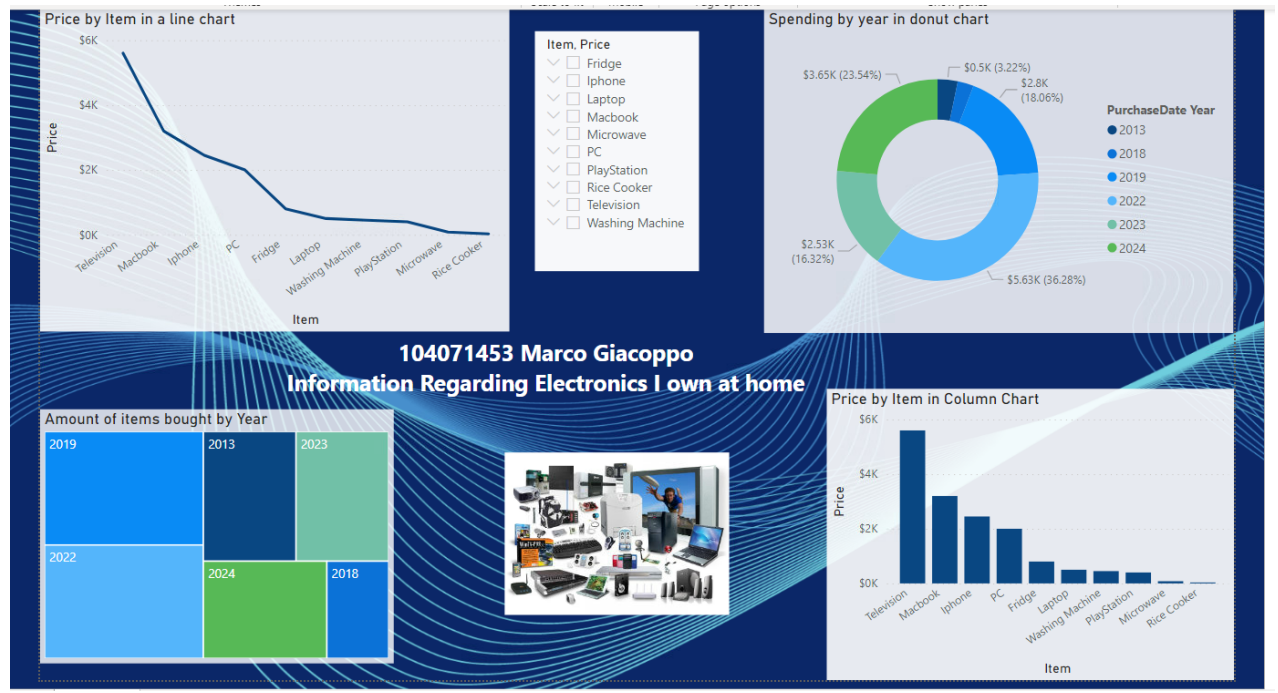 Price by Item in a line chart
$6K
$4K
$2K
$0K
Price
Television
Macbook
Iphone
PC
Fridge
Laptop
Washing Machine
PlayStation
Microwave
Rice Cooker
Item
Item, Price
Fridge
Iphone
Laptop
Macbook
Microwave
PC
PlayStation
Rice Cooker
Television
Washing Machine
Spending by year in donut chart
$0.5K (3.22%)
$2.8K
(18.06%)
$3.65K (23.54%)
$2.53K
(16.32%)
$5.63K (36.28%)
PurchaseDate Year
2013
2018
2019
2022
2023
2024
104071453 Marco Giacoppo
Information Regarding Electronics I own at home
Amount of items bought by Year
2019
2013
2023
2022
2024
2018
Price by Item in Column Chart
$6K
$4K
$2K
$0K
Price
Television
Macbook
Iphone
PC
Fridge
Laptop
Washing Machine
PlayStation
Microwave
Rice Cooker
Item